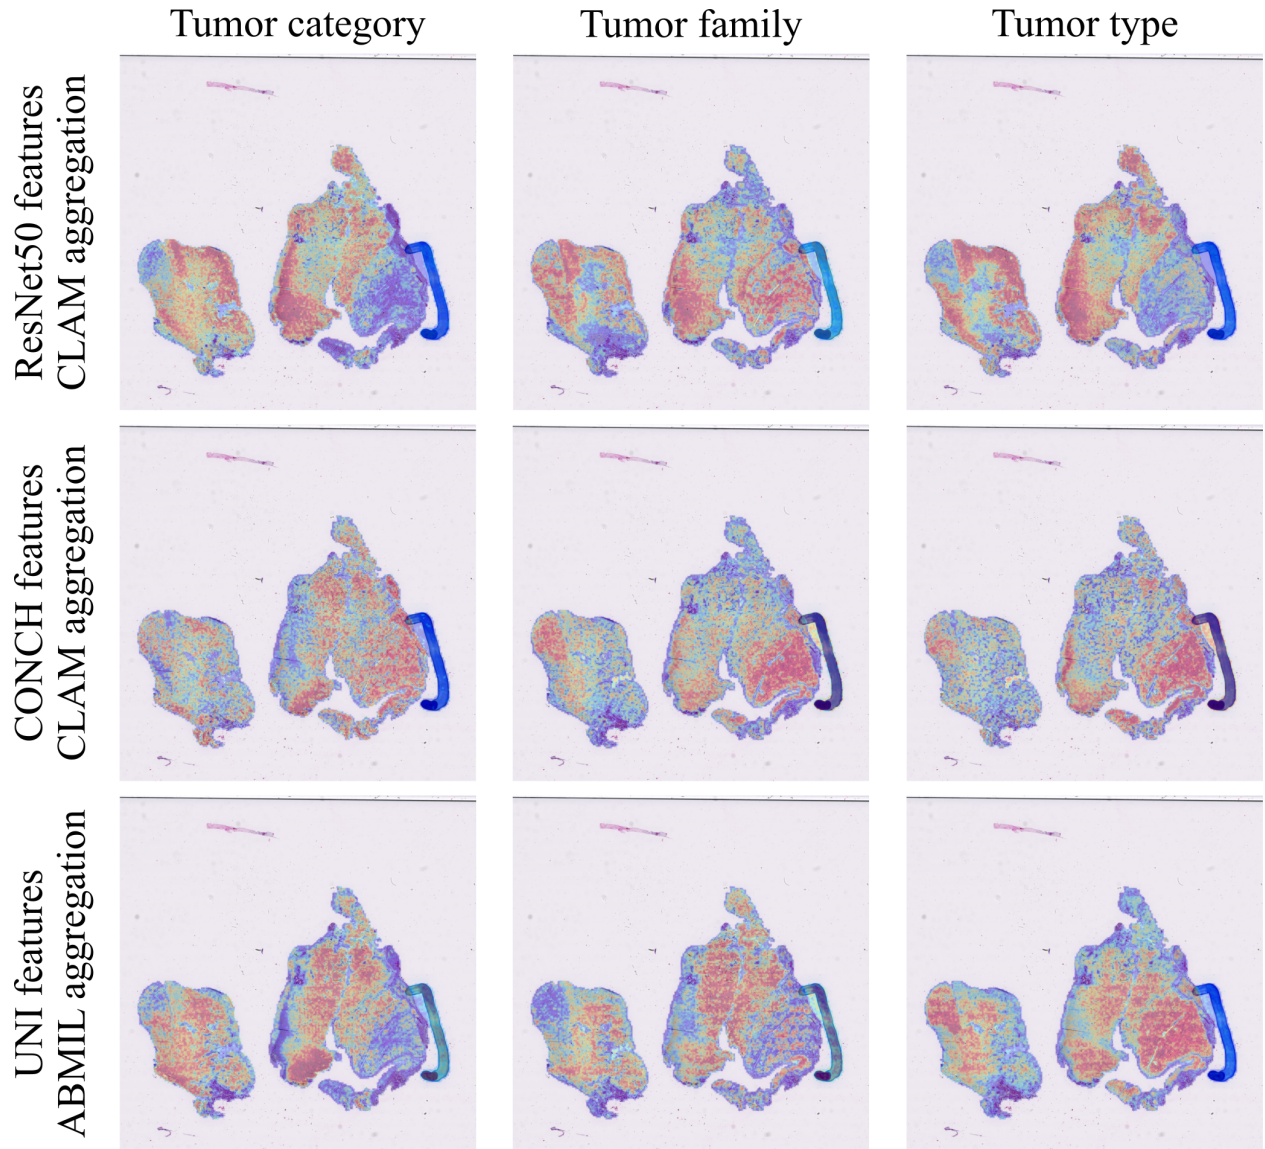 Tumor category
Tumor family
Tumor type
ResNet50 features
CLAM aggregation
CONCH features
CLAM aggregation
UNI features
ABMIL aggregation